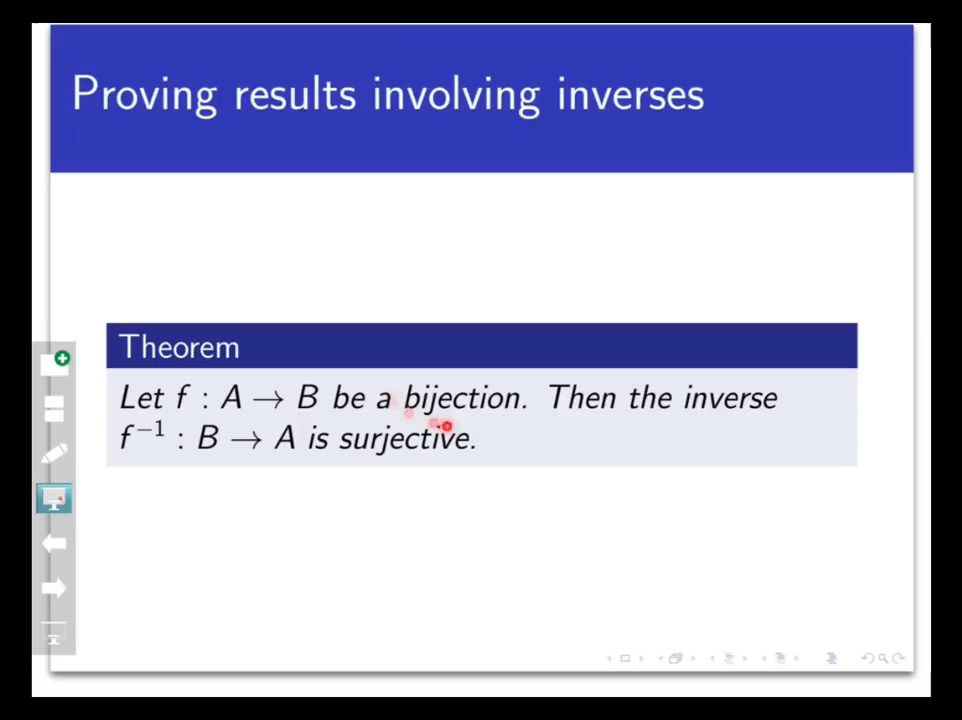 Proving results involving inverses
Theorem
Let f : A → B be a bijection. Then the inverse
f⁻¹ : B → A is surjective.